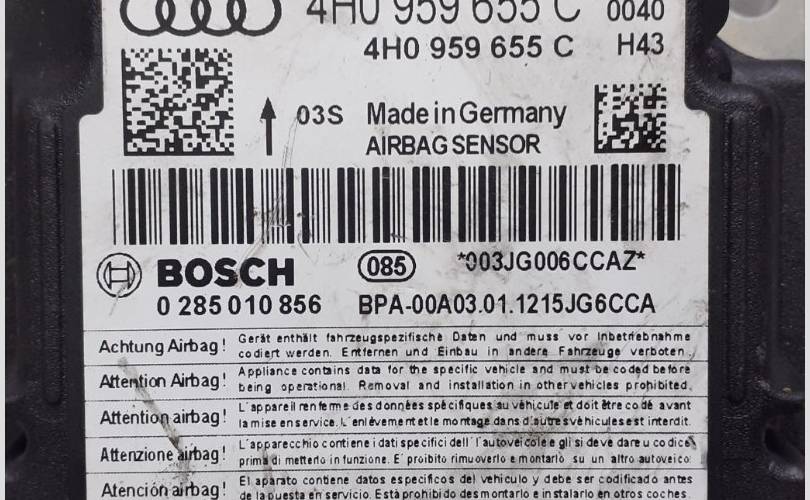 4H0 959 655 C 0040
4H0 959 655 C H43
03S Made in Germany
AIRBAG SENSOR
BOSCH 085 *003JG006CCAZ*
0 285 010 856 BPA-00A03.01.1215JG6CCA
Achtung Airbag! Gerät enthält fahrzeugspezifische Daten und muss vor Inbetriebnahme
codiert werden. Entfernen und Einbau in andere Fahrzeuge verboten.
Attention Airbag! Appliance contains data for the specific vehicle and must be coded before
being operational. Removal and installation in other vehicles prohibited.
Attention airbag! L'appareil renferme des données spécifiques au véhicule et doit être codé avant
la mise en service. L'enlèvement et le montage dans d'autres véhicules est interdit.
Attenzione airbag! L'apparecchio contiene i dati specifici dell'autoveicolo e gli si deve dare u codice
prima di metterlo in funzione. E' proibito rimuoverlo e montarlo su un altro autoveico
Atención airbag! El aparato contiene datos especificos del vehiculo y debe ser codificado antes
de la puesta en servicio. Está prohibido desmontarlo e instalarlo en otros coches